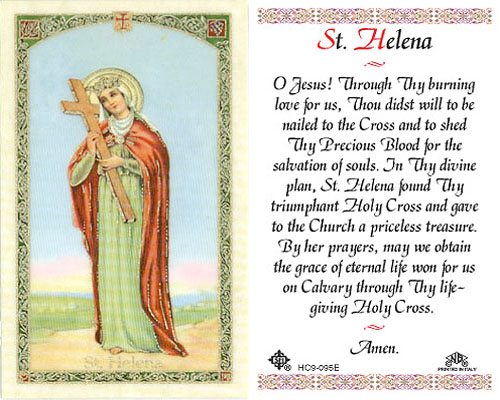 St. Helena
St. Helena
O Jesus! Through Thy burning
love for us, Thou didst will to be
nailed to the Cross and to shed
Thy Precious Blood for the
salvation of souls. In Thy divine
plan, St. Helena found Thy
triumphant Holy Cross and gave
to the Church a priceless treasure.
By her prayers, may we obtain
the grace of eternal life won for us
on Calvary through Thy life-
giving Holy Cross.
Amen.
HC9-095E
PRINTED IN ITALY